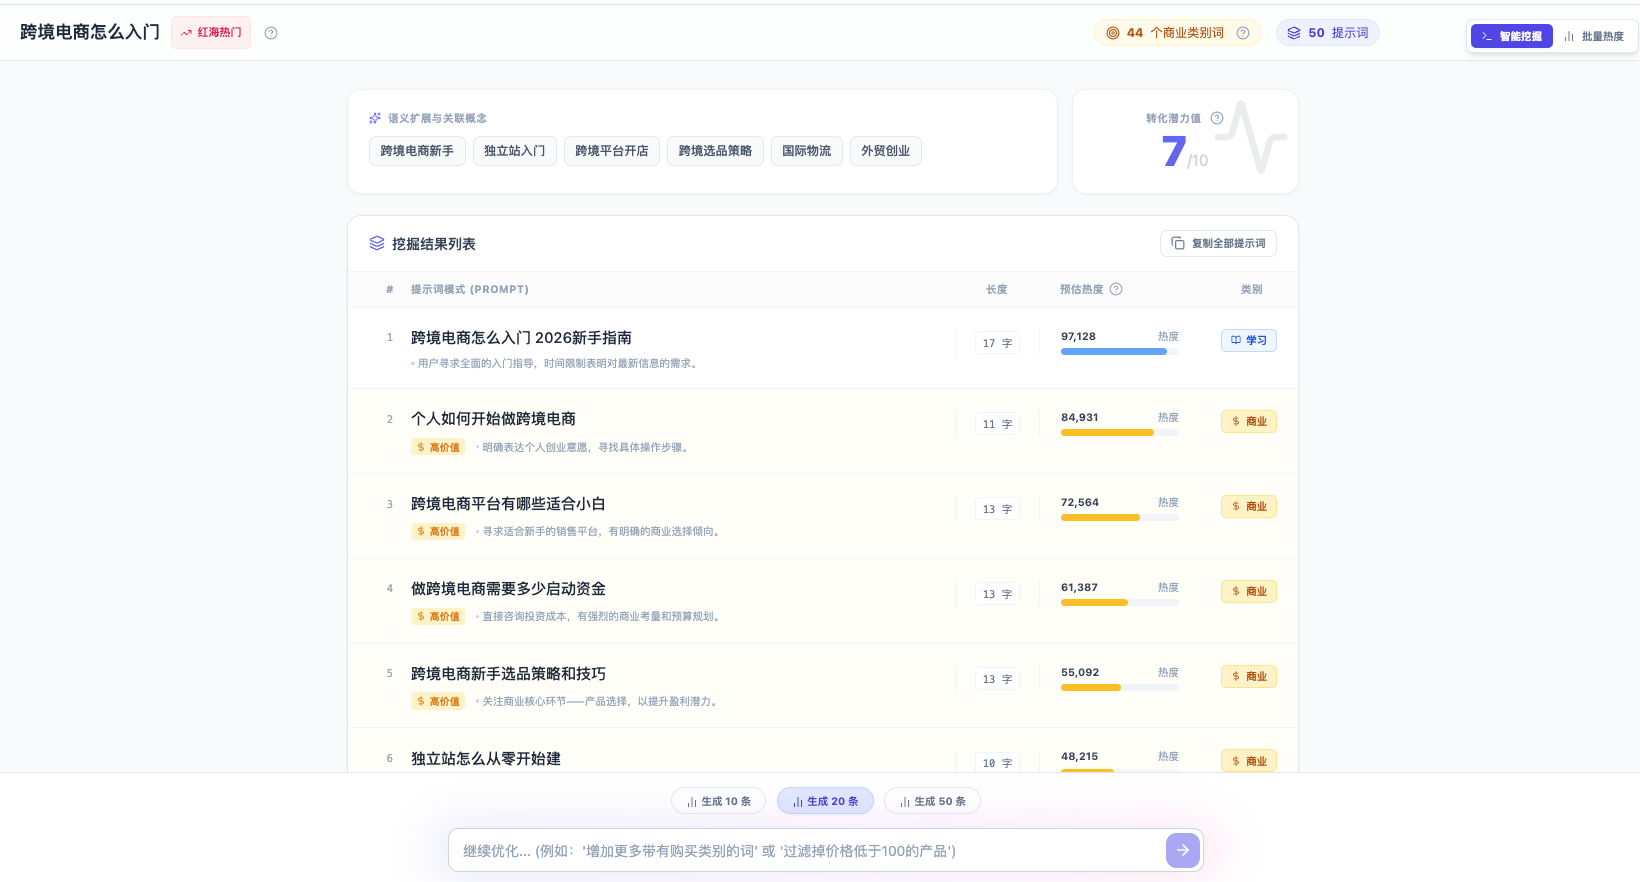 跨境电商怎么入门
红海热门
44 个商业类别词
50 提示词
智能挖掘
批量热度
语义扩展与关联概念
跨境电商新手
独立站入门
跨境平台开店
跨境选品策略
国际物流
外贸创业
转化潜力值
7/10
挖掘结果列表
复制全部提示词
# 提示词模式 (PROMPT) 长度 预估热度 类别
1 跨境电商怎么入门 2026新手指南 17 字 97,128 热度 学习
• 用户寻求全面的入门指导，时间限制表明对最新信息的需求。
2 个人如何开始做跨境电商 11 字 84,931 热度 $ 商业
$ 高价值 • 明确表达个人创业意愿，寻找具体操作步骤。
3 跨境电商平台有哪些适合小白 13 字 72,564 热度 $ 商业
$ 高价值 • 寻求适合新手的销售平台，有明确的商业选择倾向。
4 做跨境电商需要多少启动资金 13 字 61,387 热度 $ 商业
$ 高价值 • 直接咨询投资成本，有强烈的商业考量和预算规划。
5 跨境电商新手选品策略和技巧 13 字 55,092 热度 $ 商业
$ 高价值 • 关注商业核心环节——产品选择，以提升盈利潜力。
6 独立站怎么从零开始建 10 字 48,215 热度 $ 商业
生成 10 条
生成 20 条
生成 50 条
继续优化... (例如：'增加更多带有购买类别的词' 或 '过滤掉价格低于100的产品')